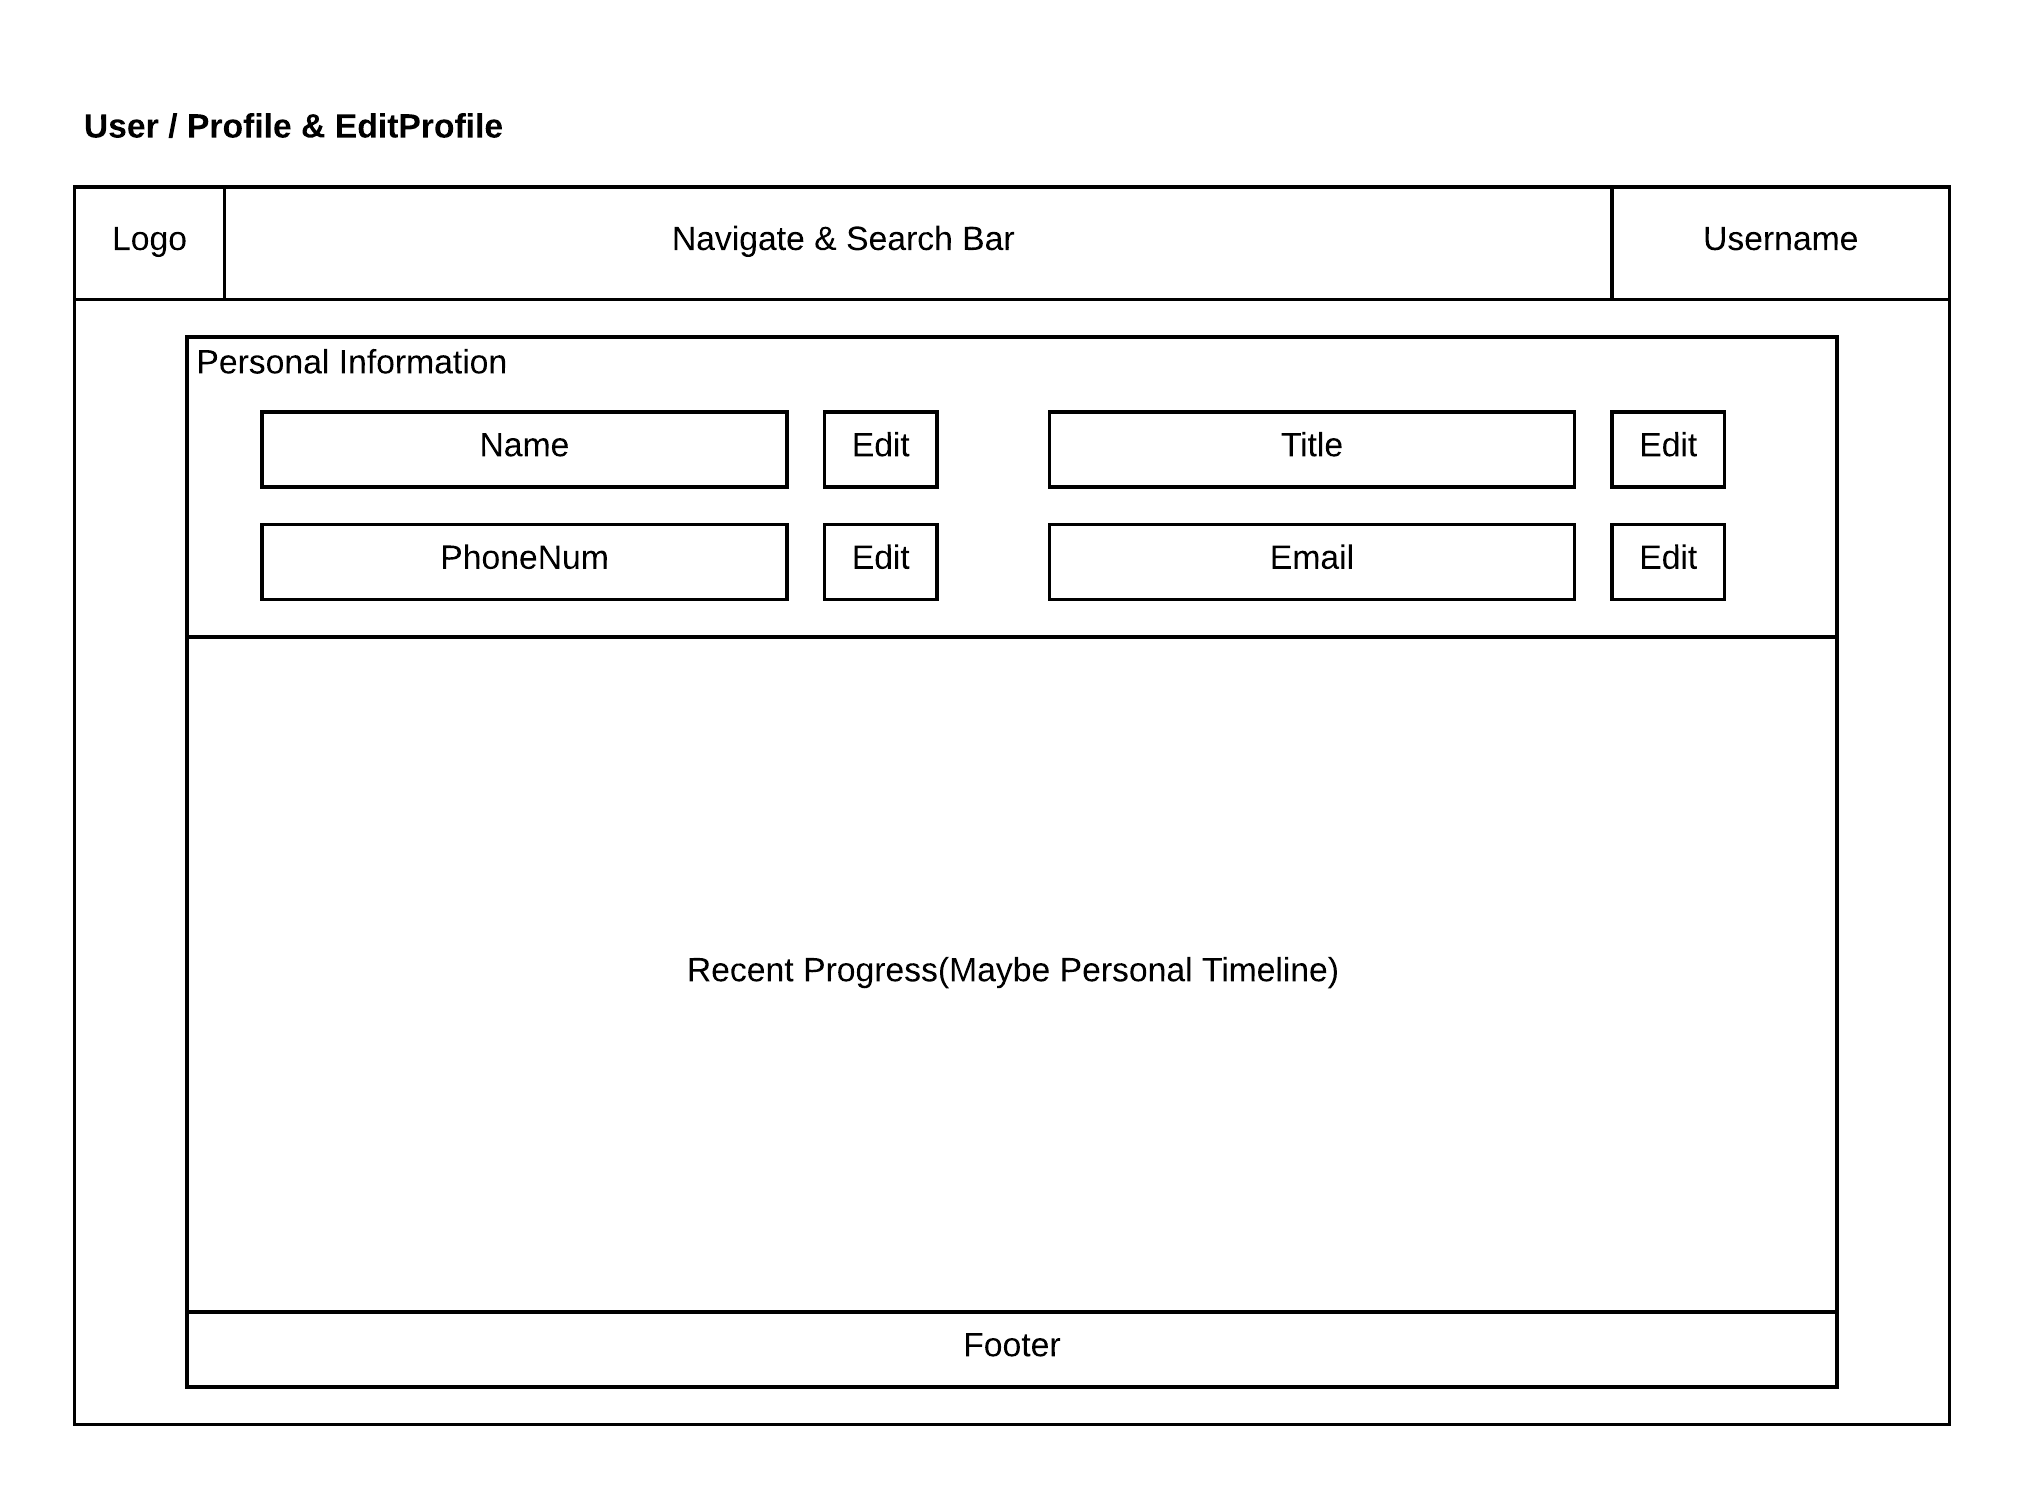 User / Profile & EditProfile
Logo
Navigate & Search Bar
Username
Personal Information
Name
Edit
Title
Edit
PhoneNum
Edit
Email
Edit
Recent Progress(Maybe Personal Timeline)
Footer